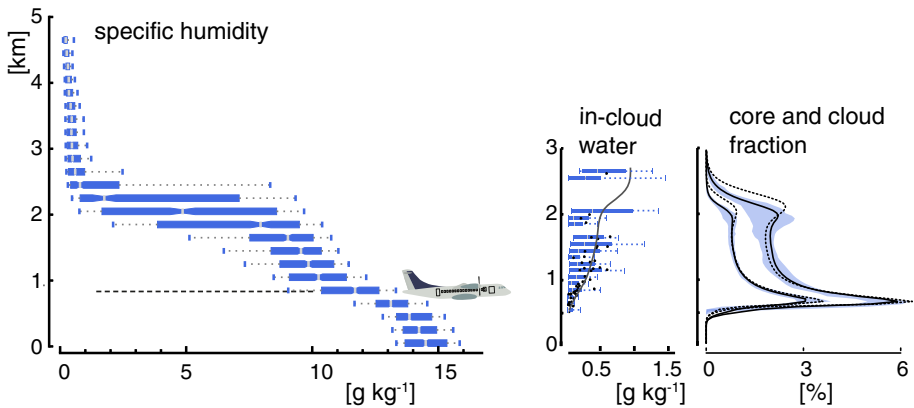 specific humidity
[km]
5
4
3
2
1
0
0
5
10
15
[g kg-1]
in-cloud
water
3
2
1
0
0.5
1.5
[g kg-1]
core and cloud
fraction
0
3
6
[%]